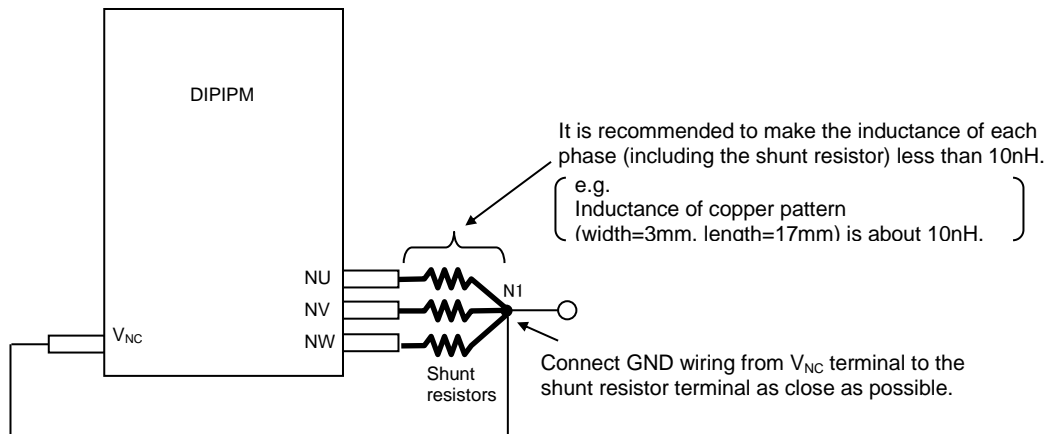 DIPIPM
It is recommended to make the inductance of each
phase (including the shunt resistor) less than 10nH.
e.g.
Inductance of copper pattern
(width=3mm, length=17mm) is about 10nH.
NU
N1
NV
VNC
NW
Shunt
resistors
Connect GND wiring from VNC terminal to the
shunt resistor terminal as close as possible.